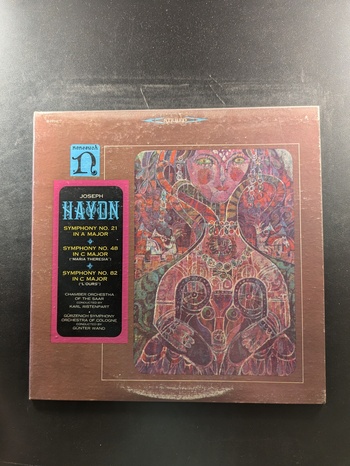 STEREO
nonesuch
n
JOSEPH
HAYDN
SYMPHONY NO. 21
IN A MAJOR
SYMPHONY NO. 48
IN C MAJOR
("MARIA THERESIA")
SYMPHONY NO. 82
IN C MAJOR
("L'OURS")
CHAMBER ORCHESTRA
OF THE SAAR
CONDUCTED BY
KARL RISTENPART
GÜRZENICH SYMPHONY
ORCHESTRA OF COLOGNE
CONDUCTED BY
GÜNTER WAND